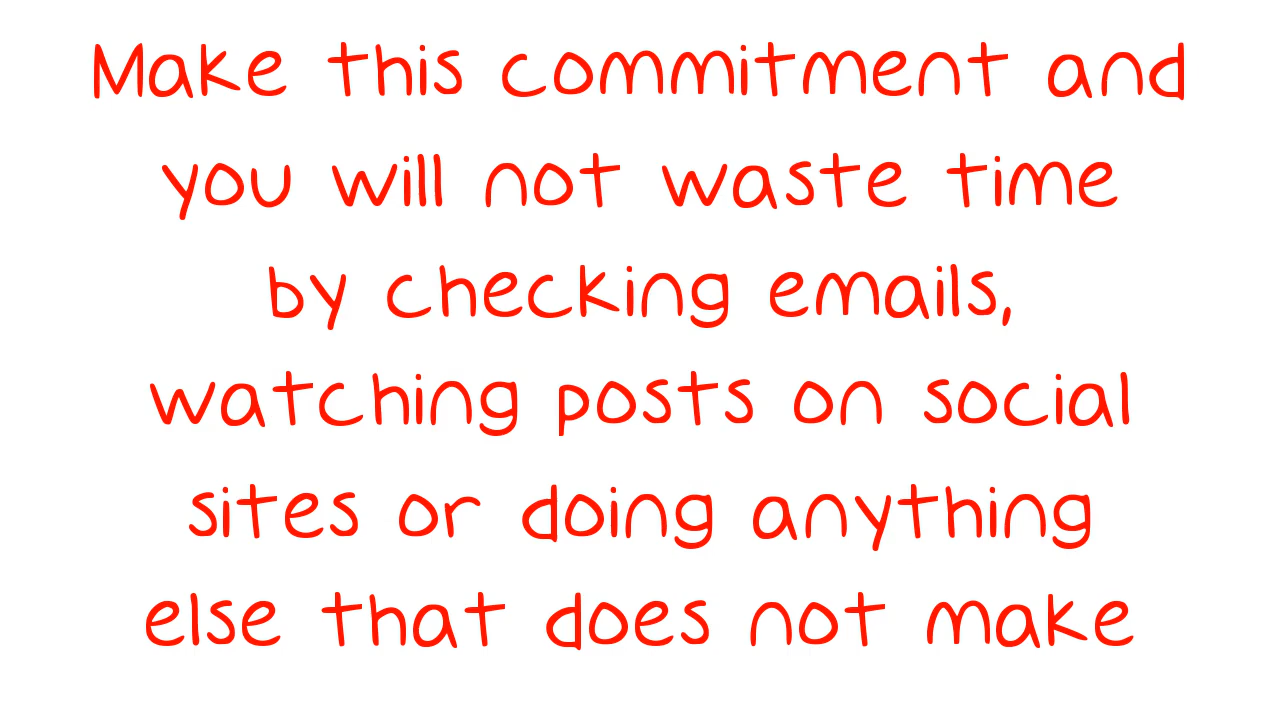 Make this commitment and
you will not waste time
by checking emails,
watching posts on social
sites or doing anything
else that does not make